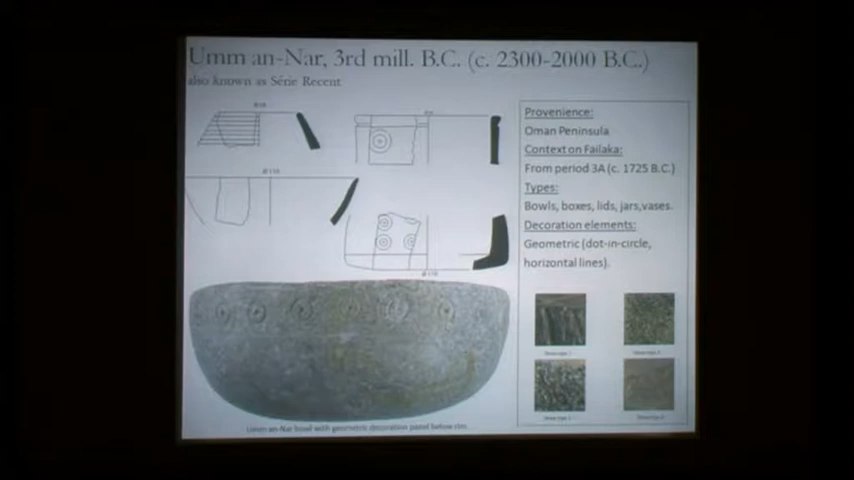 Umm an-Nar, 3rd mill. B.C. (c. 2300-2000 B.C.)
also known as Série Recent
Provenience:
Oman Peninsula
Context on Failaka:
From period 3A (c. 1725 B.C.)
Types:
Bowls, boxes, lids, jars,vases.
Decoration elements:
Geometric (dot-in-circle,
horizontal lines).
Umm an-Nar bowl with geometric decoration panel below rim